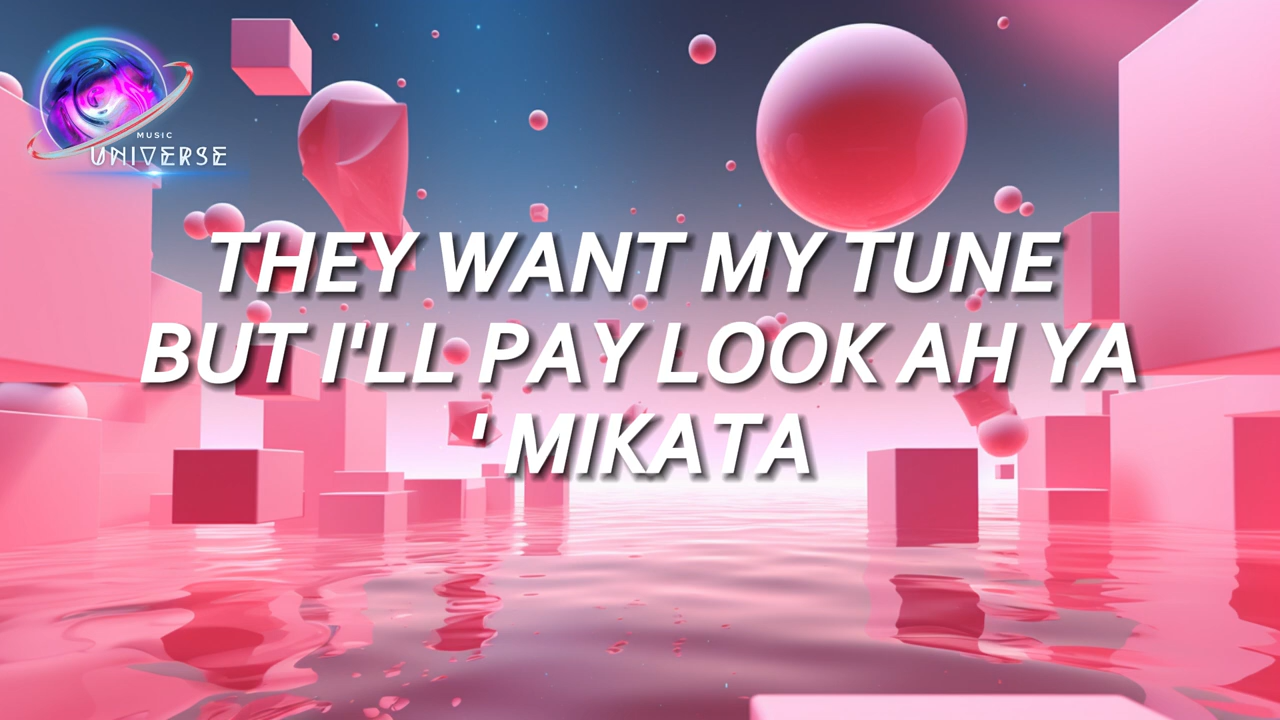 MUSIC
UNIVERSE
THEY WANT MY TUNE
BUT I'LL PAY LOOK AH YA
' MIKATA